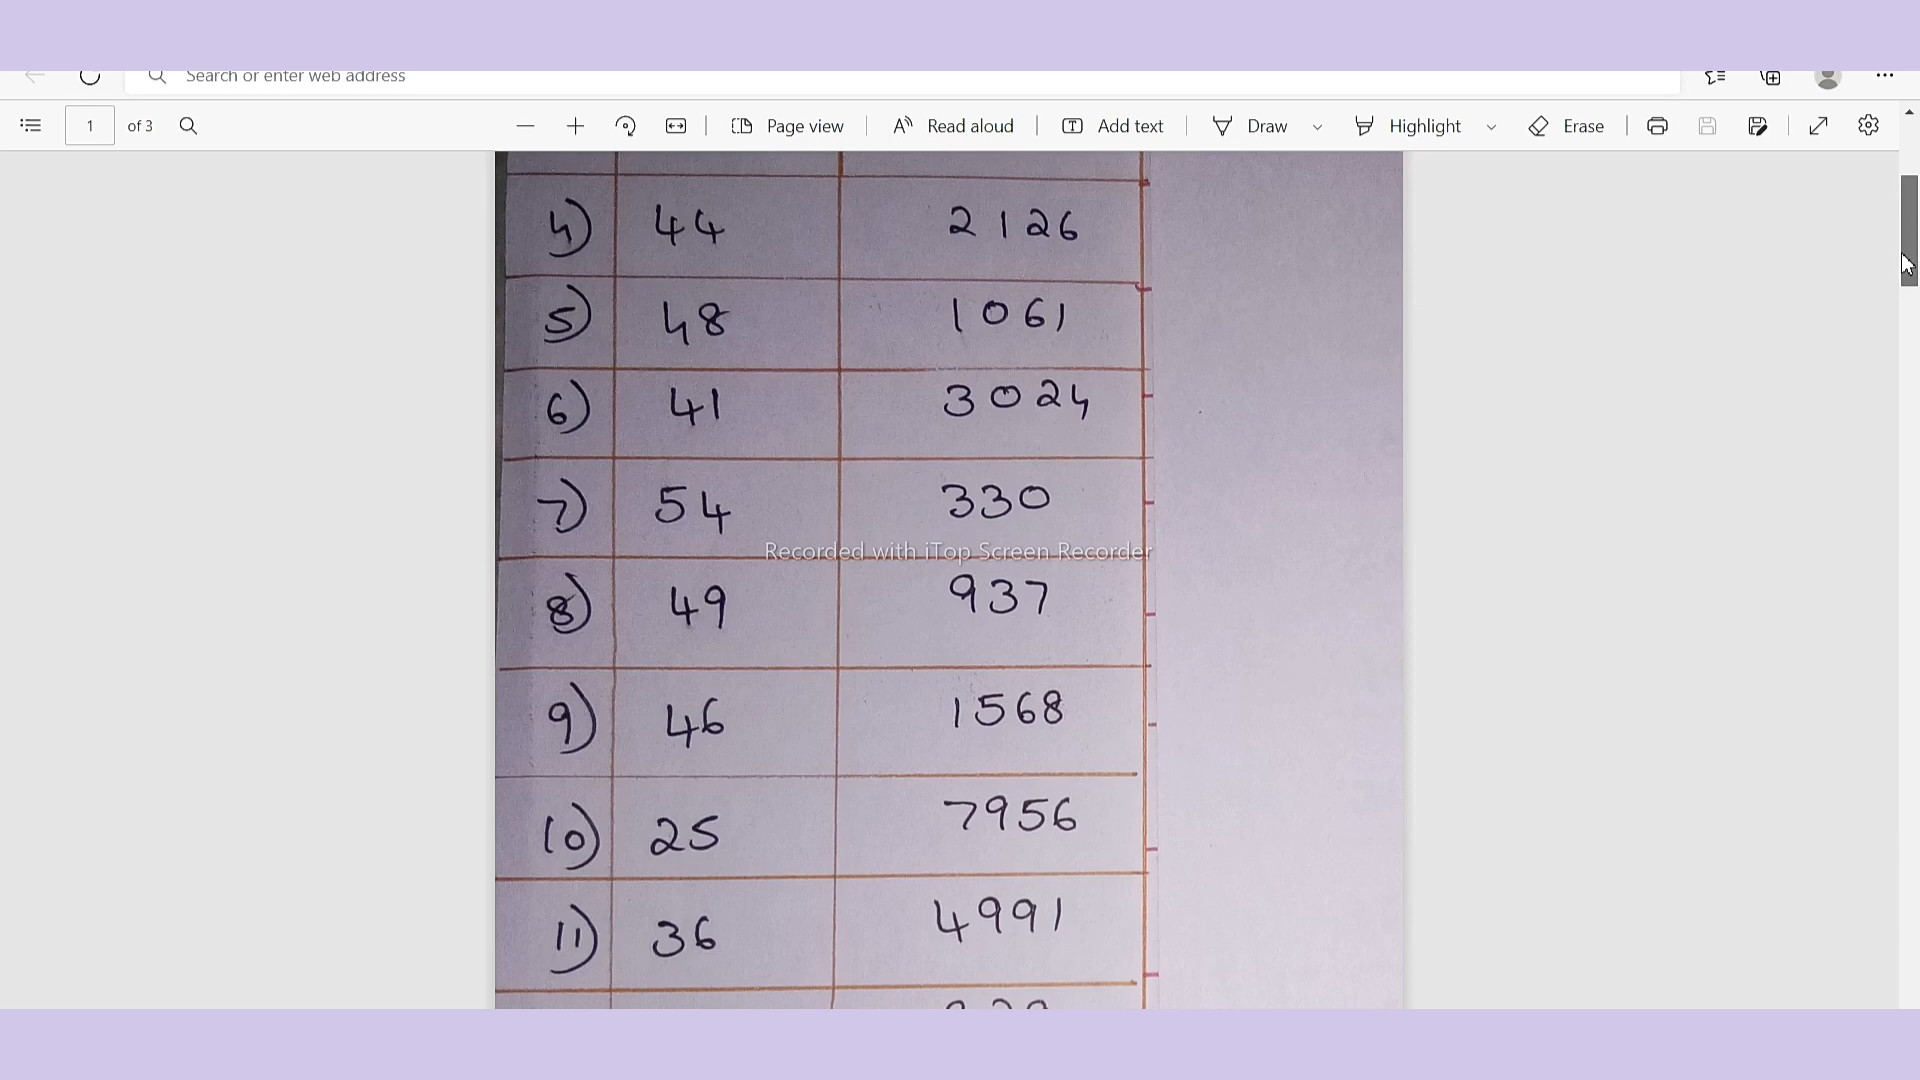 Search or enter web address
1 of 3 Page view Read aloud Add text Draw Highlight Erase
4) 44 2126
5) 48 1061
6) 41 3024
7) 54 330
Recorded with iTop Screen Recorder
8) 49 937
9) 46 1568
10) 25 7956
11) 36 4991